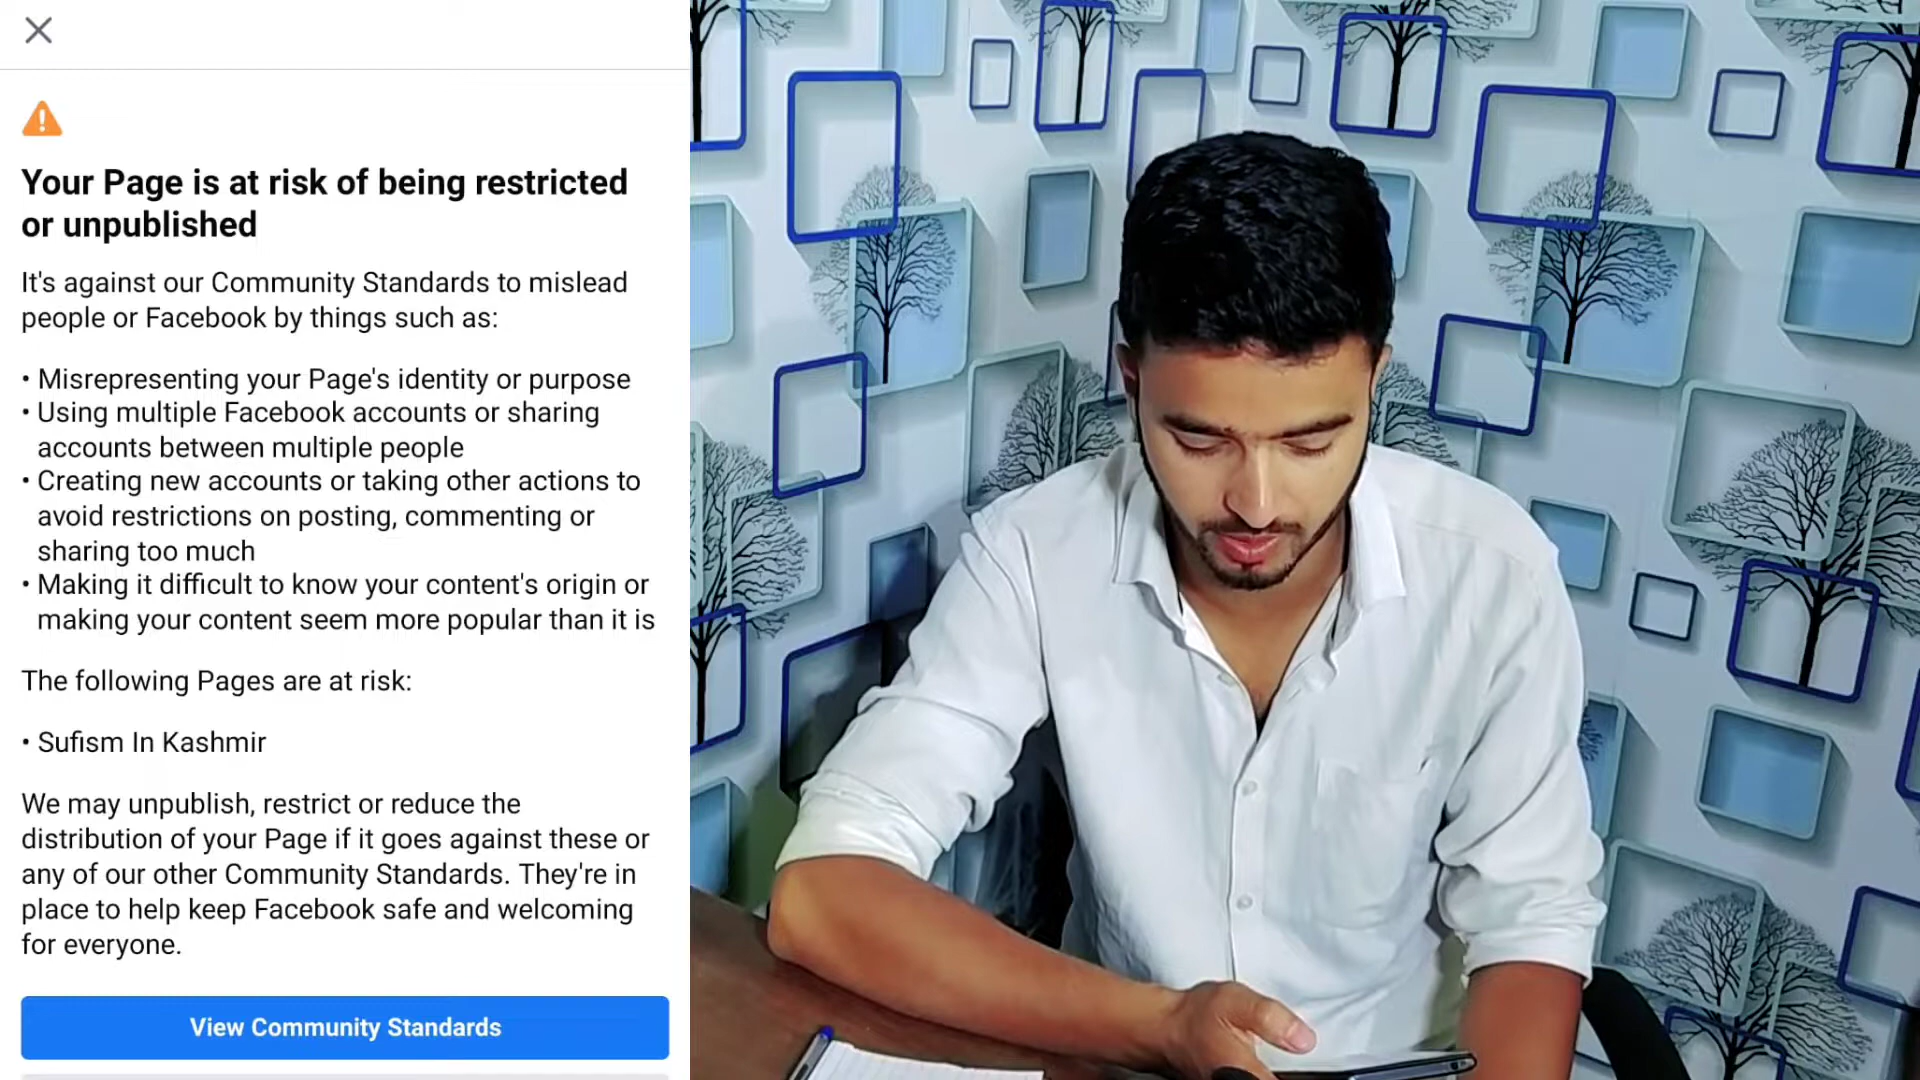 Your Page is at risk of being restricted
or unpublished
It's against our Community Standards to mislead
people or Facebook by things such as:
• Misrepresenting your Page's identity or purpose
• Using multiple Facebook accounts or sharing
accounts between multiple people
• Creating new accounts or taking other actions to
avoid restrictions on posting, commenting or
sharing too much
• Making it difficult to know your content's origin or
making your content seem more popular than it is
The following Pages are at risk:
• Sufism In Kashmir
We may unpublish, restrict or reduce the
distribution of your Page if it goes against these or
any of our other Community Standards. They're in
place to help keep Facebook safe and welcoming
for everyone.
View Community Standards